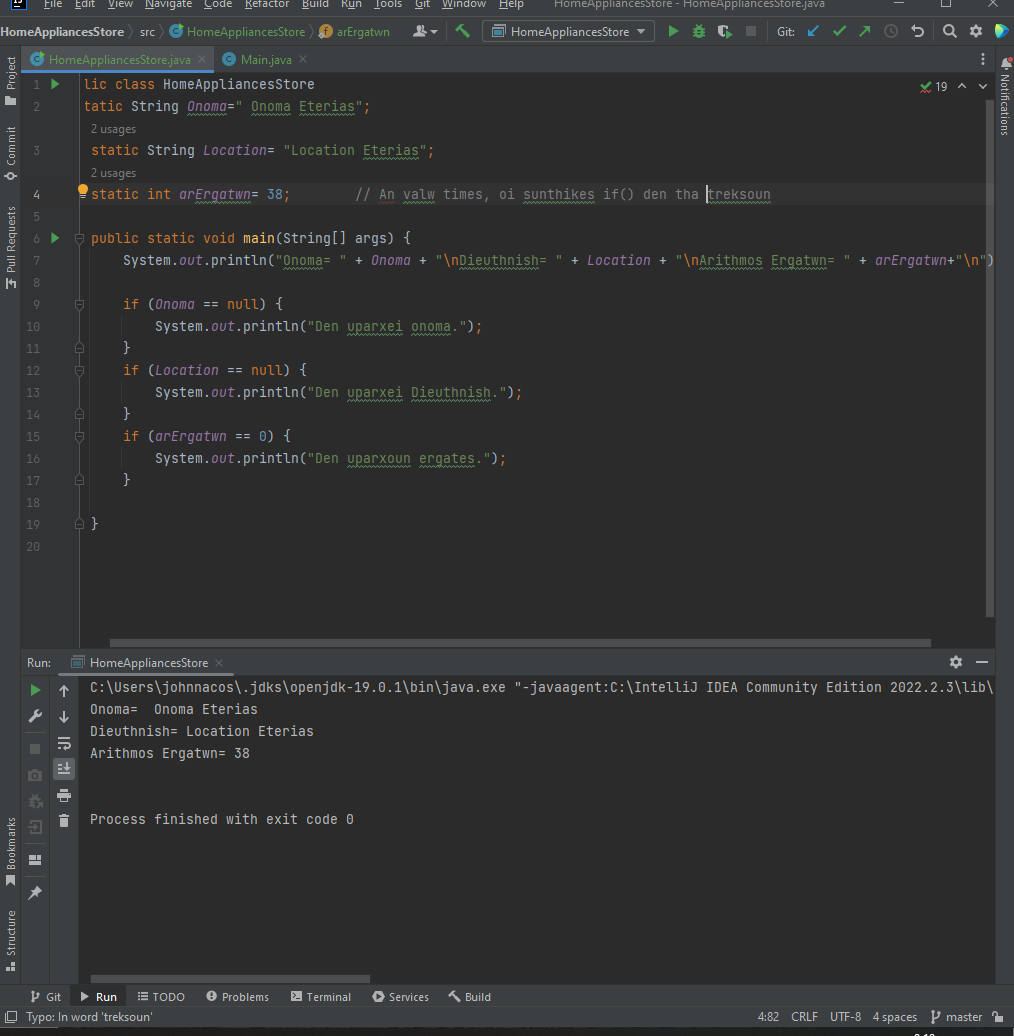 File Edit View Navigate Code Refactor Build Run Tools Git Window Help HomeAppliancesStore - HomeAppliancesStore.java
HomeAppliancesStore src HomeAppliancesStore arErgatwn HomeAppliancesStore Git:
HomeAppliancesStore.java Main.java
Project
Commit
Pull Requests
Notifications
19
1 lic class HomeAppliancesStore
2 tatic String Onoma=" Onoma Eterias";
2 usages
3 static String Location= "Location Eterias";
2 usages
4 static int arErgatwn= 38; // An valw times, oi sunthikes if() den tha treksoun
5
6 public static void main(String[] args) {
7 System.out.println("Onoma= " + Onoma + "\nDieuthnish= " + Location + "\nArithmos Ergatwn= " + arErgatwn+"\n")
8
9 if (Onoma == null) {
10 System.out.println("Den uparxei onoma.");
11 }
12 if (Location == null) {
13 System.out.println("Den uparxei Dieuthnish.");
14 }
15 if (arErgatwn == 0) {
16 System.out.println("Den uparxoun ergates.");
17 }
18
19 }
20
Run: HomeAppliancesStore
C:\Users\johnnacos\.jdks\openjdk-19.0.1\bin\java.exe "-javaagent:C:\IntelliJ IDEA Community Edition 2022.2.3\lib\
Onoma=  Onoma Eterias
Dieuthnish= Location Eterias
Arithmos Ergatwn= 38
Process finished with exit code 0
Bookmarks
Structure
Git Run TODO Problems Terminal Services Build
Typo: In word 'treksoun' 4:82 CRLF UTF-8 4 spaces master